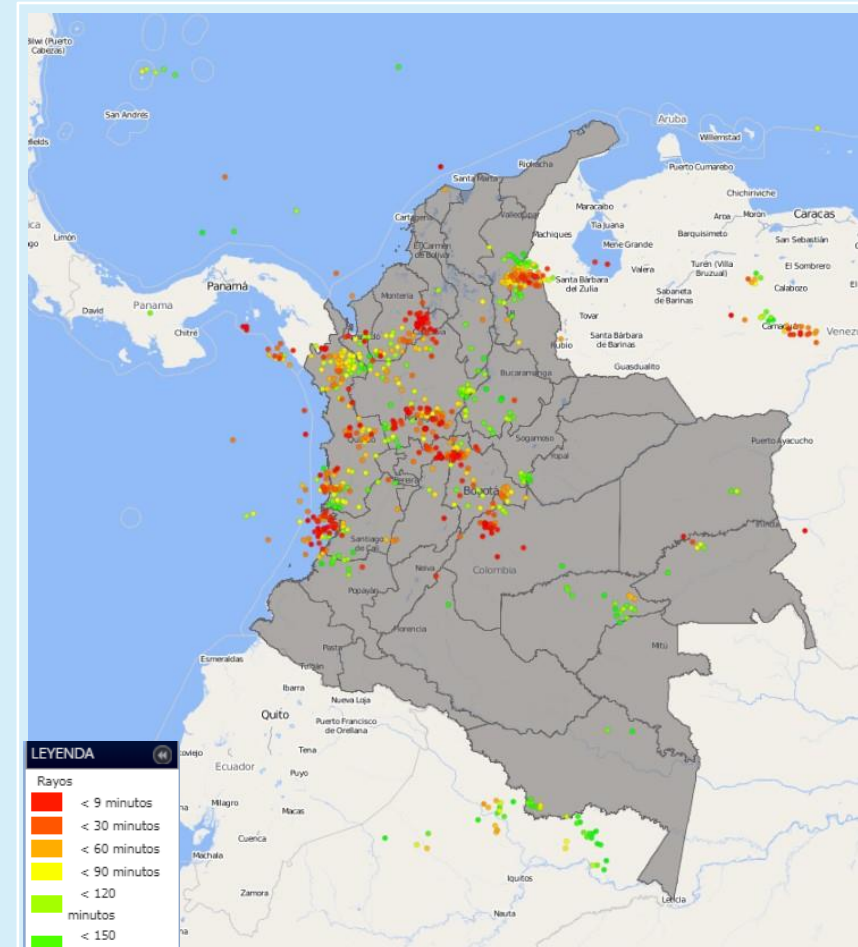 Bilwi (Puerto
Cabezas)
San Andrés
Aruba
Willemstad
Riohacha
Puerto Cumarebo
Santa Marta
Chichiriviche
Maracaibo
Cartagena
Valledupar
Aroa
Morón
Caracas
Tía Juana
Limón
Machiques
Barquisimeto
San Sebastián
El Carmen
de Bolívar
Mene Grande
Turén (Villa
Bruzual)
El Sombrero
Panamá
Valera
Santa Bárbara
del Zulia
Sabaneta
de Barinas
Calabozo
Montería
David
Panamá
Tovar
Chitré
Santa Bárbara
de Barinas
Rubio
Guasdualito
Bucaramanga
Puerto Ayacucho
Sogamoso
Yopal
Bogotá
Santiago
de Cali
Neiva
Colombia
Popayán
Florencia
Mitú
Pasto
Esmeraldas
Tulcán
Ibarra
Nueva Loja
Quito
Puerto Francisco
de Orellana
Tena
Ecuador
Puyo
Milagro
Macas
Cuenca
Machala
Iquitos
Zamora
Nauta
Leticia
LEYENDA
Rayos
< 9 minutos
< 30 minutos
< 60 minutos
< 90 minutos
< 120
minutos
< 150